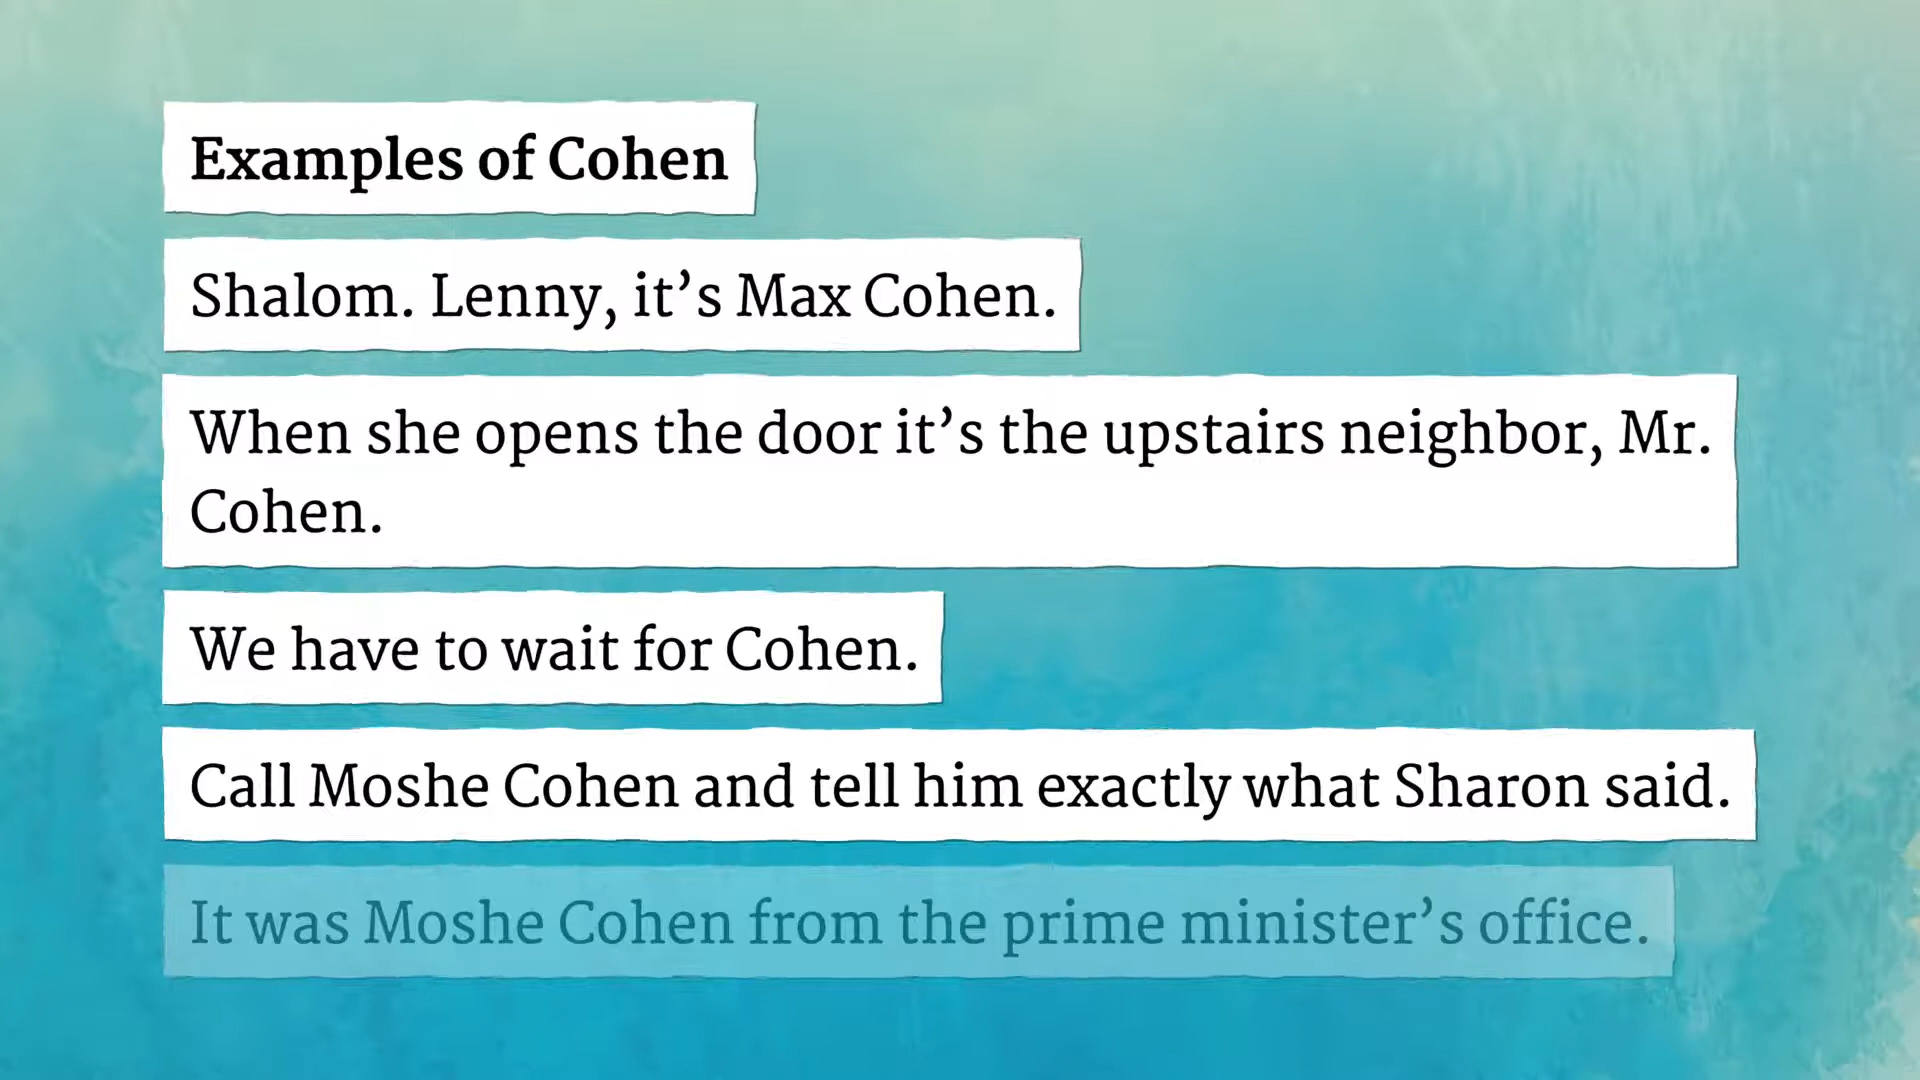 Examples of Cohen
Shalom. Lenny, it’s Max Cohen.
When she opens the door it’s the upstairs neighbor, Mr.
Cohen.
We have to wait for Cohen.
Call Moshe Cohen and tell him exactly what Sharon said.
It was Moshe Cohen from the prime minister’s office.